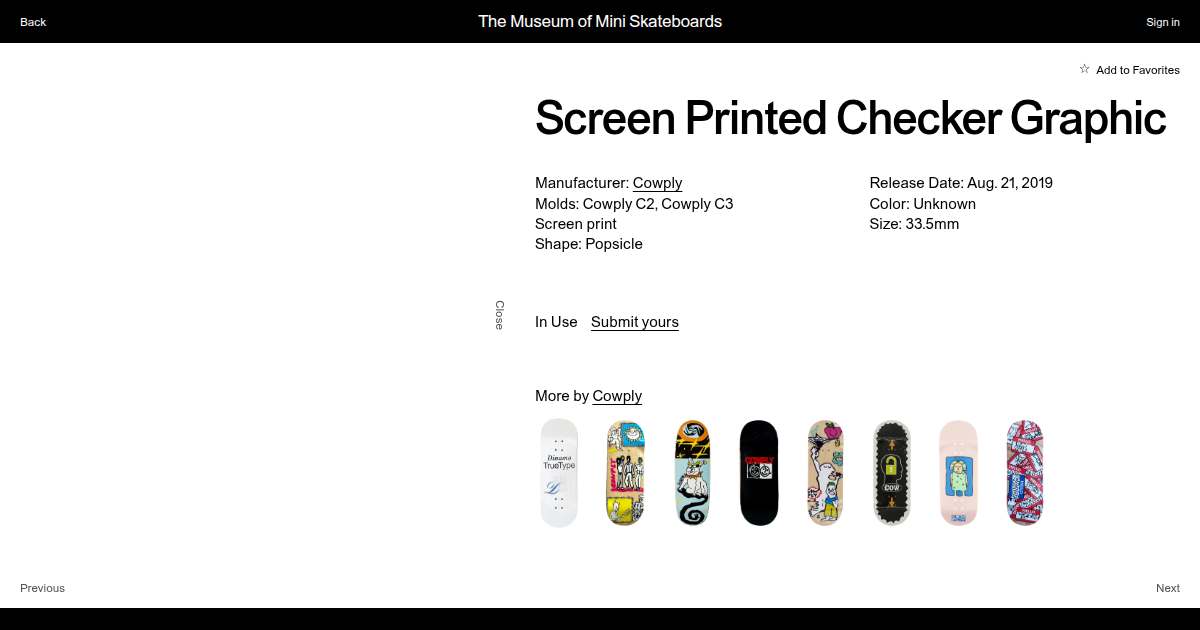 Back
The Museum of Mini Skateboards
Sign in
☆ Add to Favorites
Screen Printed Checker Graphic
Manufacturer: Cowply
Molds: Cowply C2, Cowply C3
Screen print
Shape: Popsicle
Release Date: Aug. 21, 2019
Color: Unknown
Size: 33.5mm
Close
In Use Submit yours
More by Cowply
Dinamo
TrueType
COW
Previous
Next